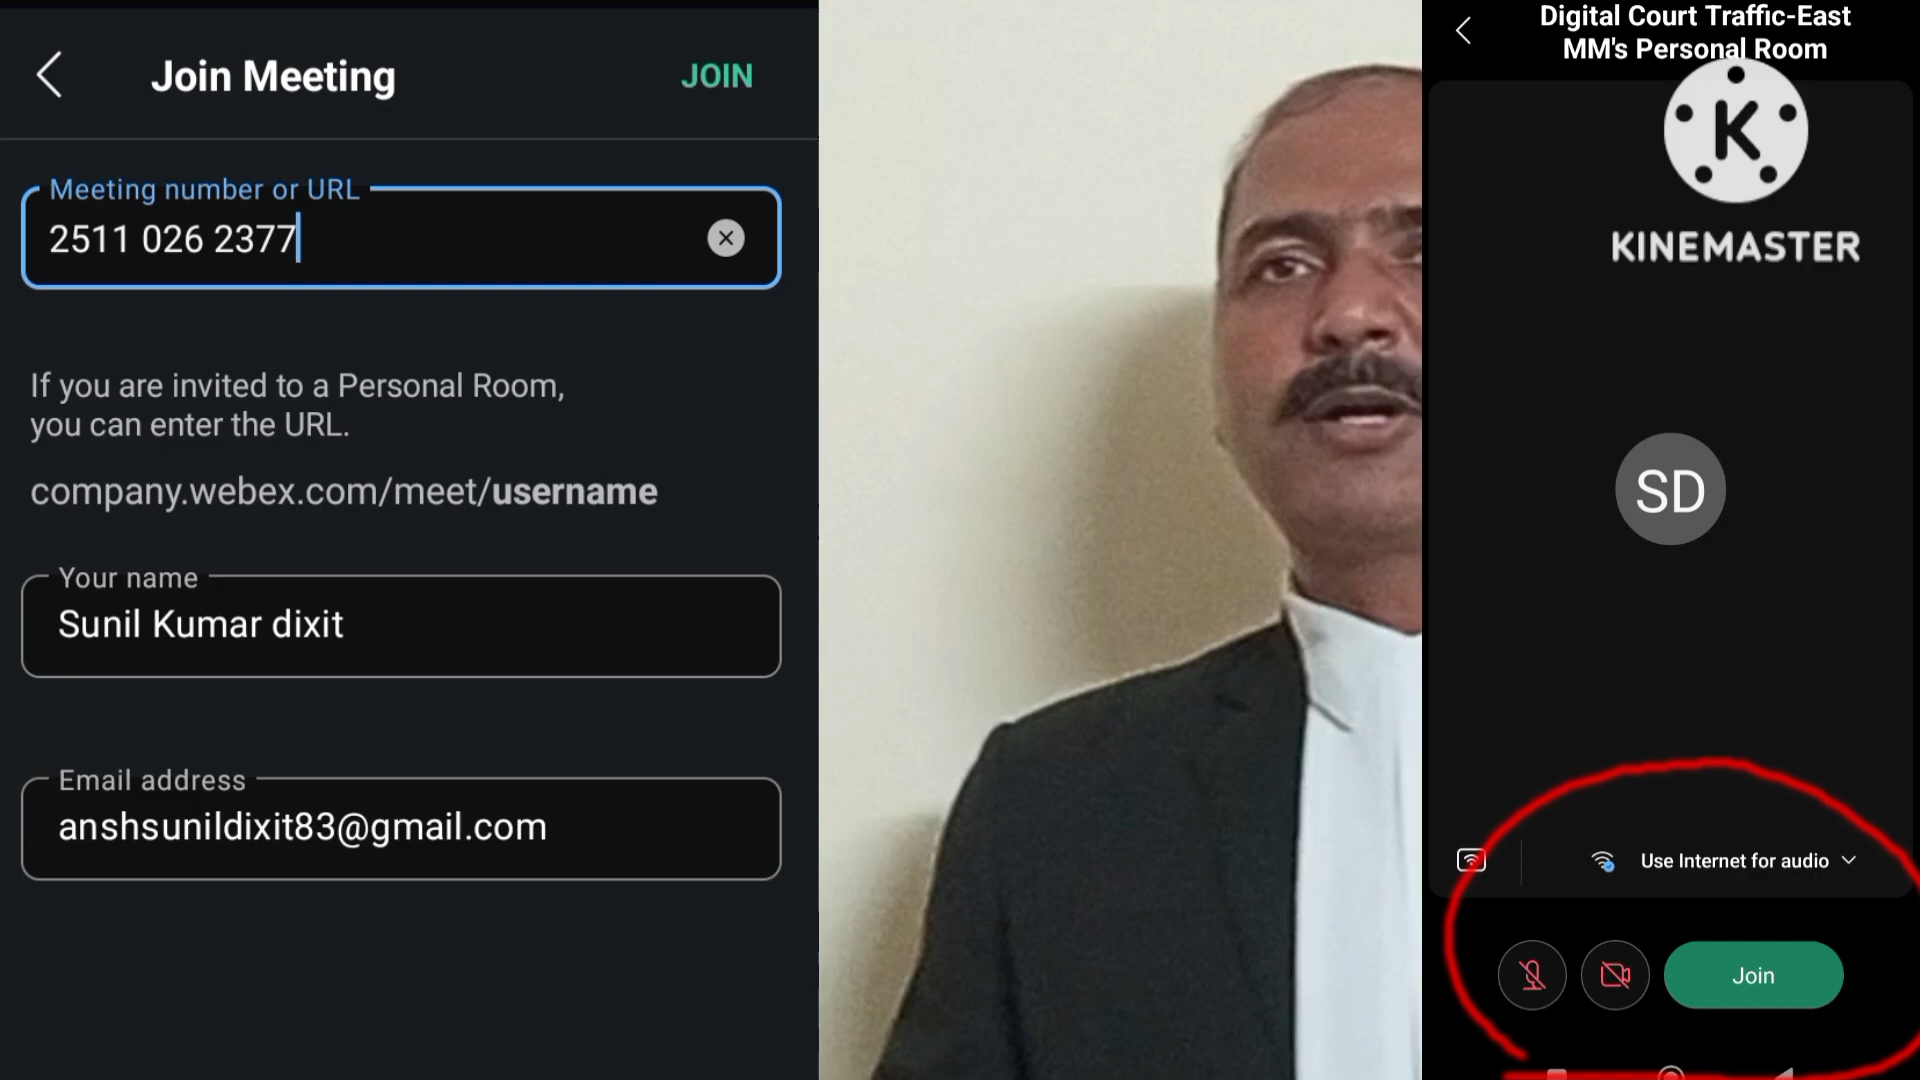 Join Meeting
JOIN
Meeting number or URL
2511 026 2377
If you are invited to a Personal Room,
you can enter the URL.
company.webex.com/meet/username
Your name
Sunil Kumar dixit
Email address
anshsunildixit83@gmail.com
Digital Court Traffic-East
MM's Personal Room
K
KINEMASTER
SD
Use Internet for audio
Join